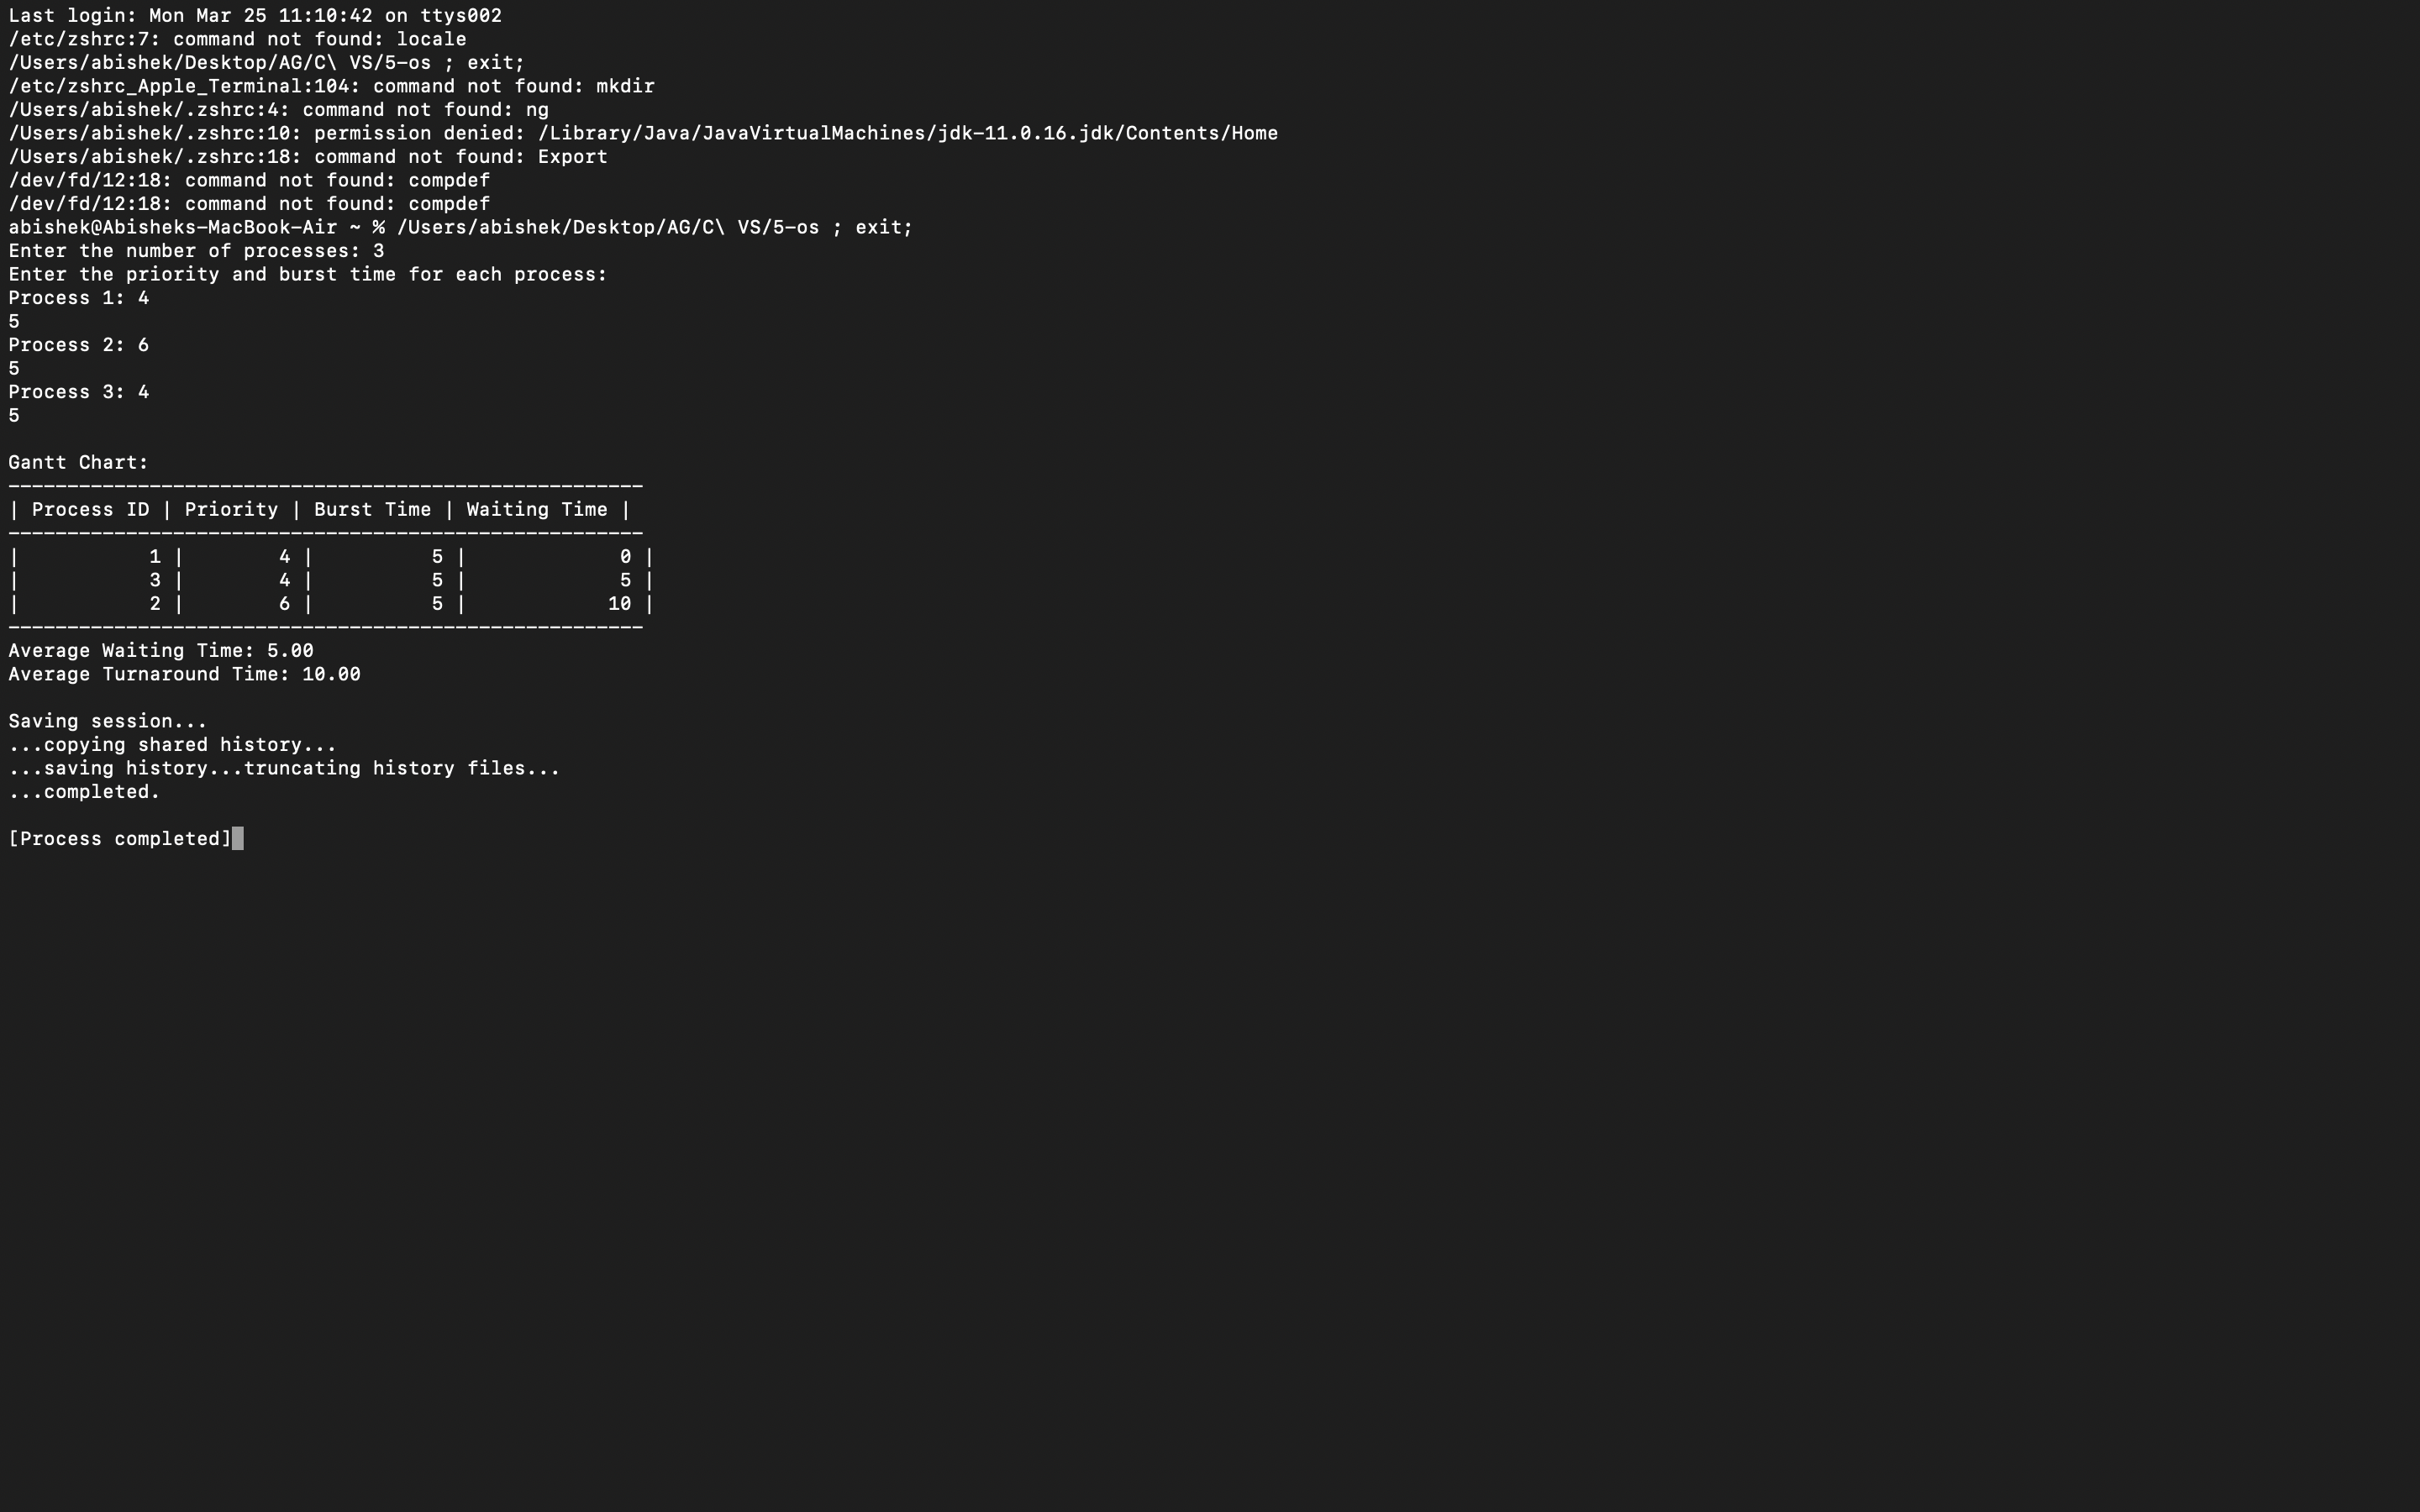 Last login: Mon Mar 25 11:10:42 on ttys002
/etc/zshrc:7: command not found: locale
/Users/abishek/Desktop/AG/C\ VS/5-os ; exit;
/etc/zshrc_Apple_Terminal:104: command not found: mkdir
/Users/abishek/.zshrc:4: command not found: ng
/Users/abishek/.zshrc:10: permission denied: /Library/Java/JavaVirtualMachines/jdk-11.0.16.jdk/Contents/Home
/Users/abishek/.zshrc:18: command not found: Export
/dev/fd/12:18: command not found: compdef
/dev/fd/12:18: command not found: compdef
abishek@Abisheks-MacBook-Air ~ % /Users/abishek/Desktop/AG/C\ VS/5-os ; exit;
Enter the number of processes: 3
Enter the priority and burst time for each process:
Process 1: 4
5
Process 2: 6
5
Process 3: 4
5

Gantt Chart:
------------------------------------------------------
| Process ID | Priority | Burst Time | Waiting Time |
------------------------------------------------------
|           1 |        4 |          5 |             0 |
|           3 |        4 |          5 |             5 |
|           2 |        6 |          5 |            10 |
------------------------------------------------------
Average Waiting Time: 5.00
Average Turnaround Time: 10.00

Saving session...
...copying shared history...
...saving history...truncating history files...
...completed.

[Process completed]